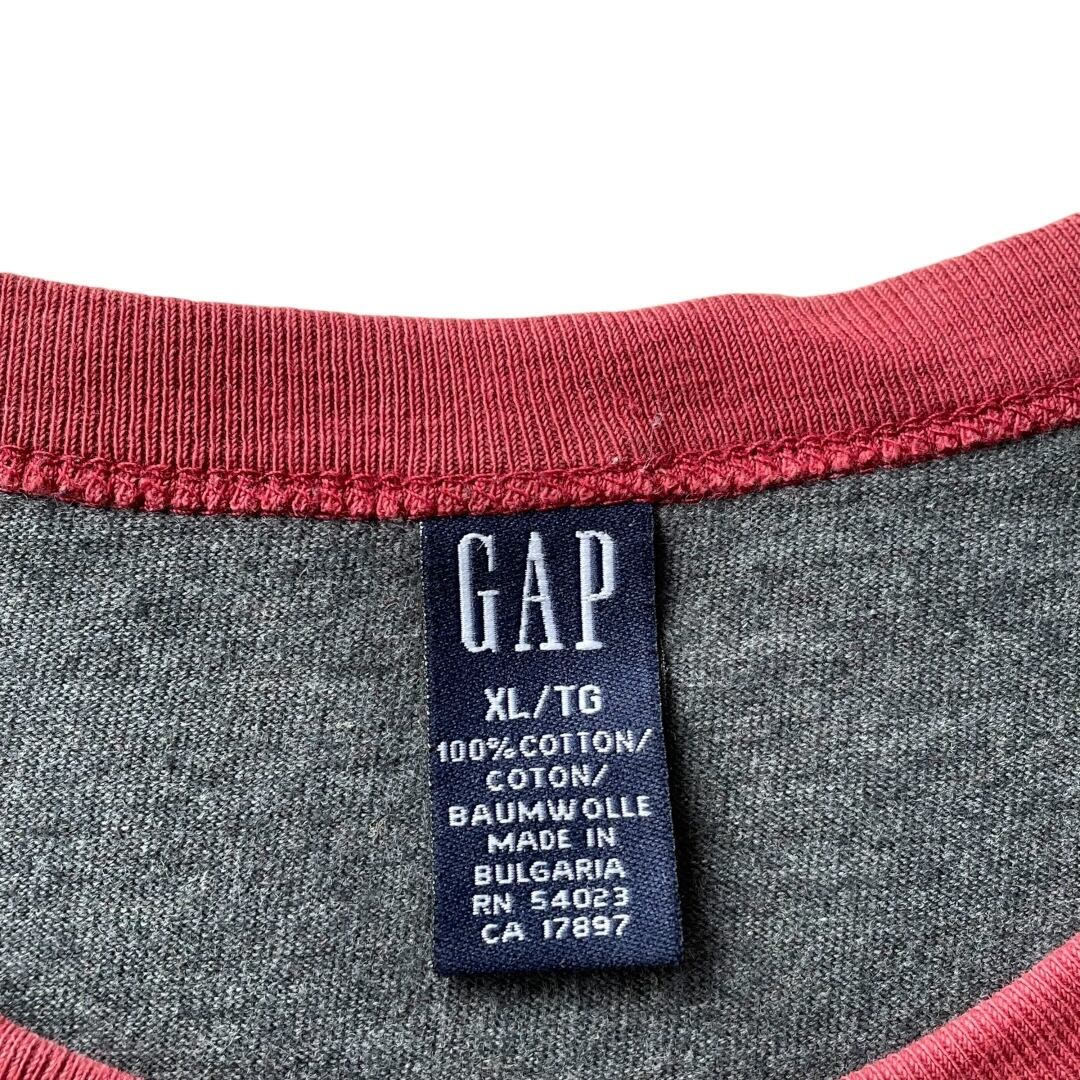 GAP
XL/TG
100% COTTON/
COTON/
BAUMWOLLE
MADE IN
BULGARIA
RN 54023
CA 17897